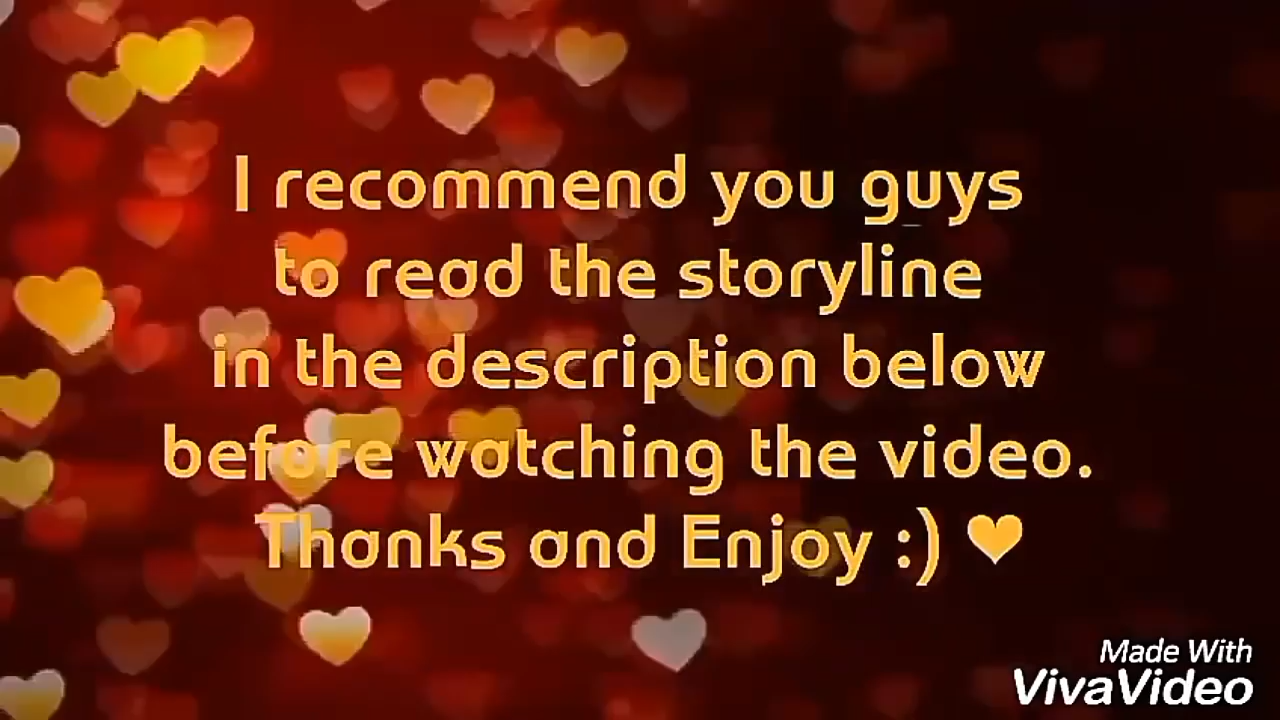 I recommend you guys
to read the storyline
in the description below
before watching the video.
Thanks and Enjoy :) ♥
Made With
VivaVideo